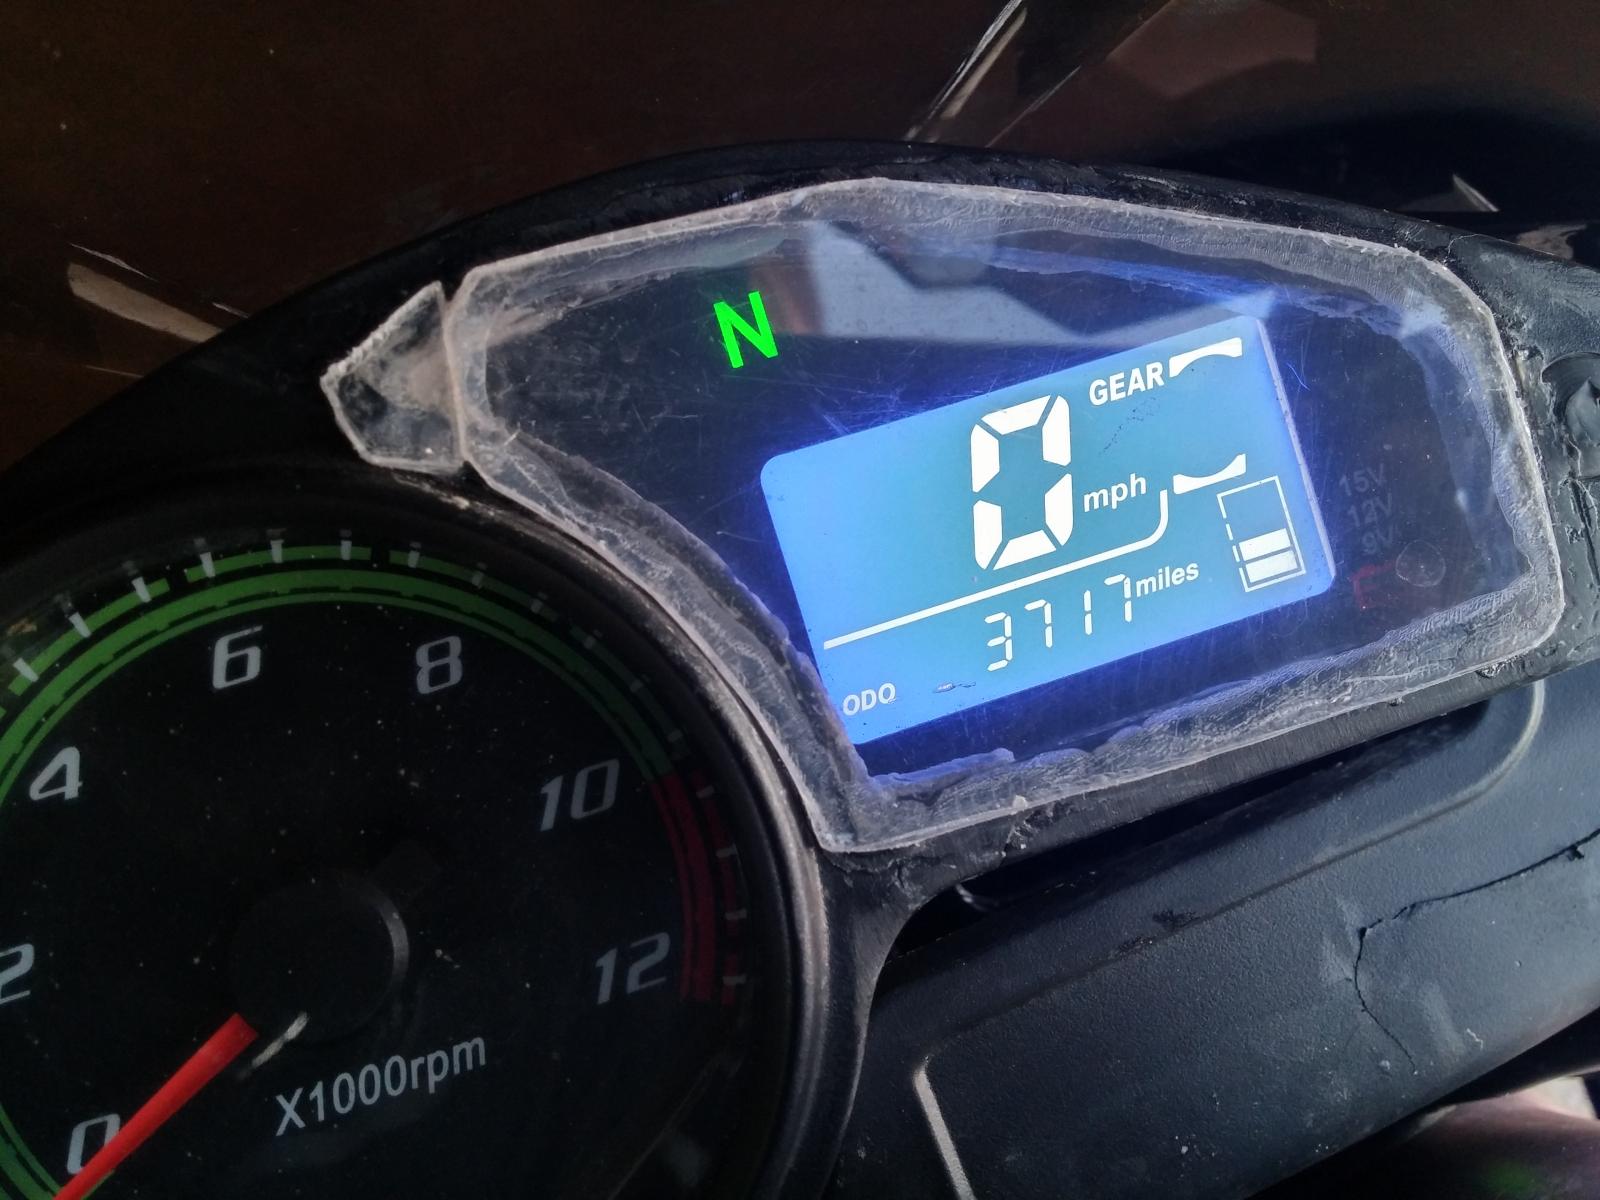 N
GEAR
0 mph
3717 miles
ODO
15V
12V
9V
0
2
4
6
8
10
12
X1000rpm